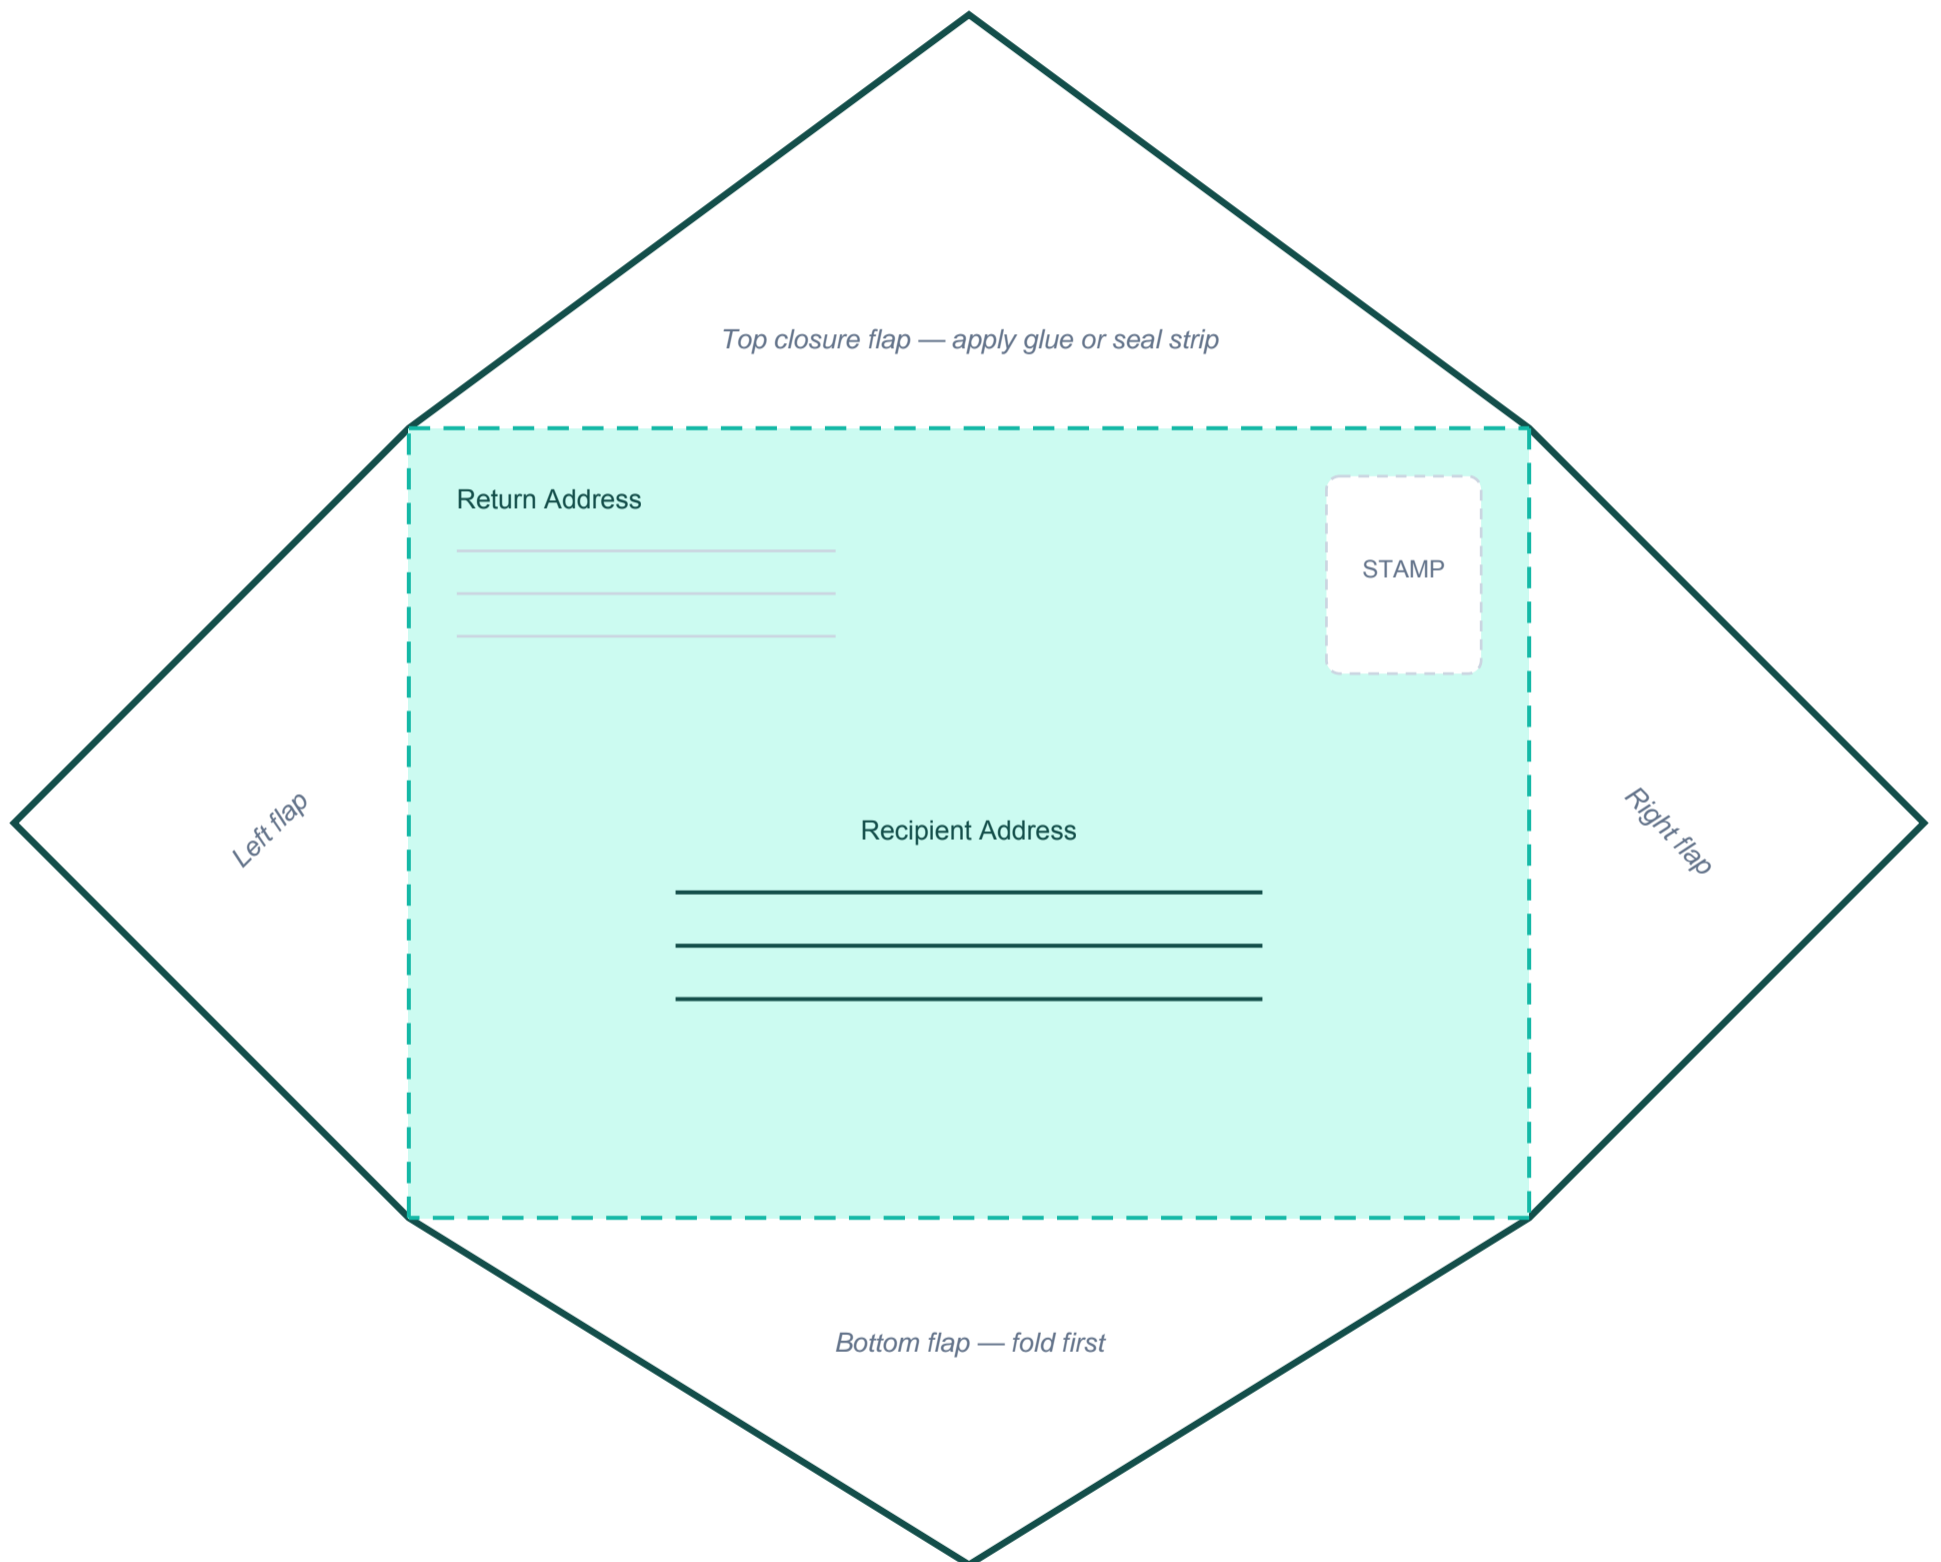 Top closure flap — apply glue or seal strip
Return Address
STAMP
Left flap
Recipient Address
Right flap
Bottom flap — fold first